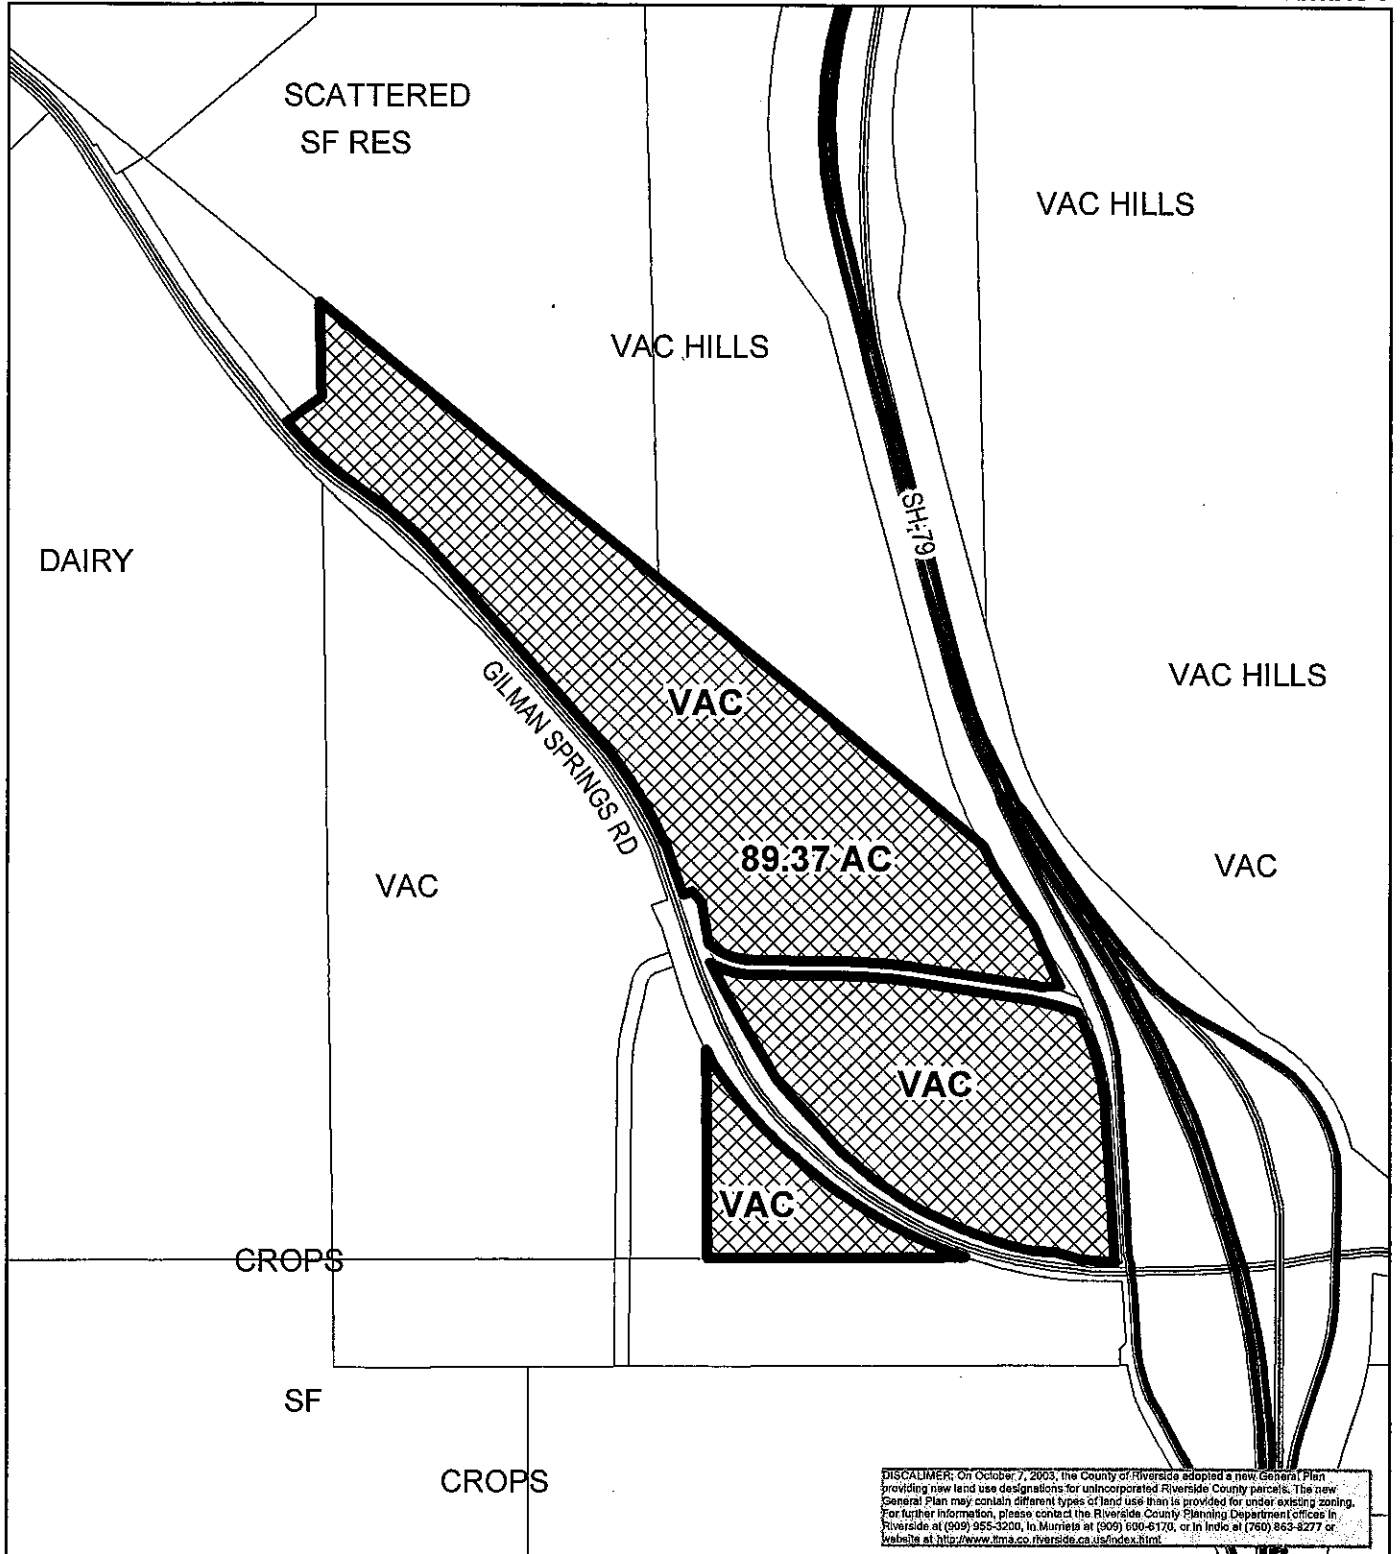 SCATTERED
SF RES
VAC HILLS
VAC HILLS
SH-79
DAIRY
GILMAN SPRINGS RD
VAC
VAC HILLS
89.37 AC
VAC
VAC
VAC
VAC
CROPS
SF
CROPS
DISCALIMER: On October 7, 2003, the County of Riverside adopted a new General Plan
providing new land use designations for unincorporated Riverside County parcels. The new
General Plan may contain different types of land use than is provided for under existing zoning.
For further information, please contact the Riverside County Planning Department offices in
Riverside at (909) 955-3200, in Murrieta at (909) 600-6170, or in Indio at (760) 863-8277 or
website at http://www.tlma.co.riverside.ca.us/index.html